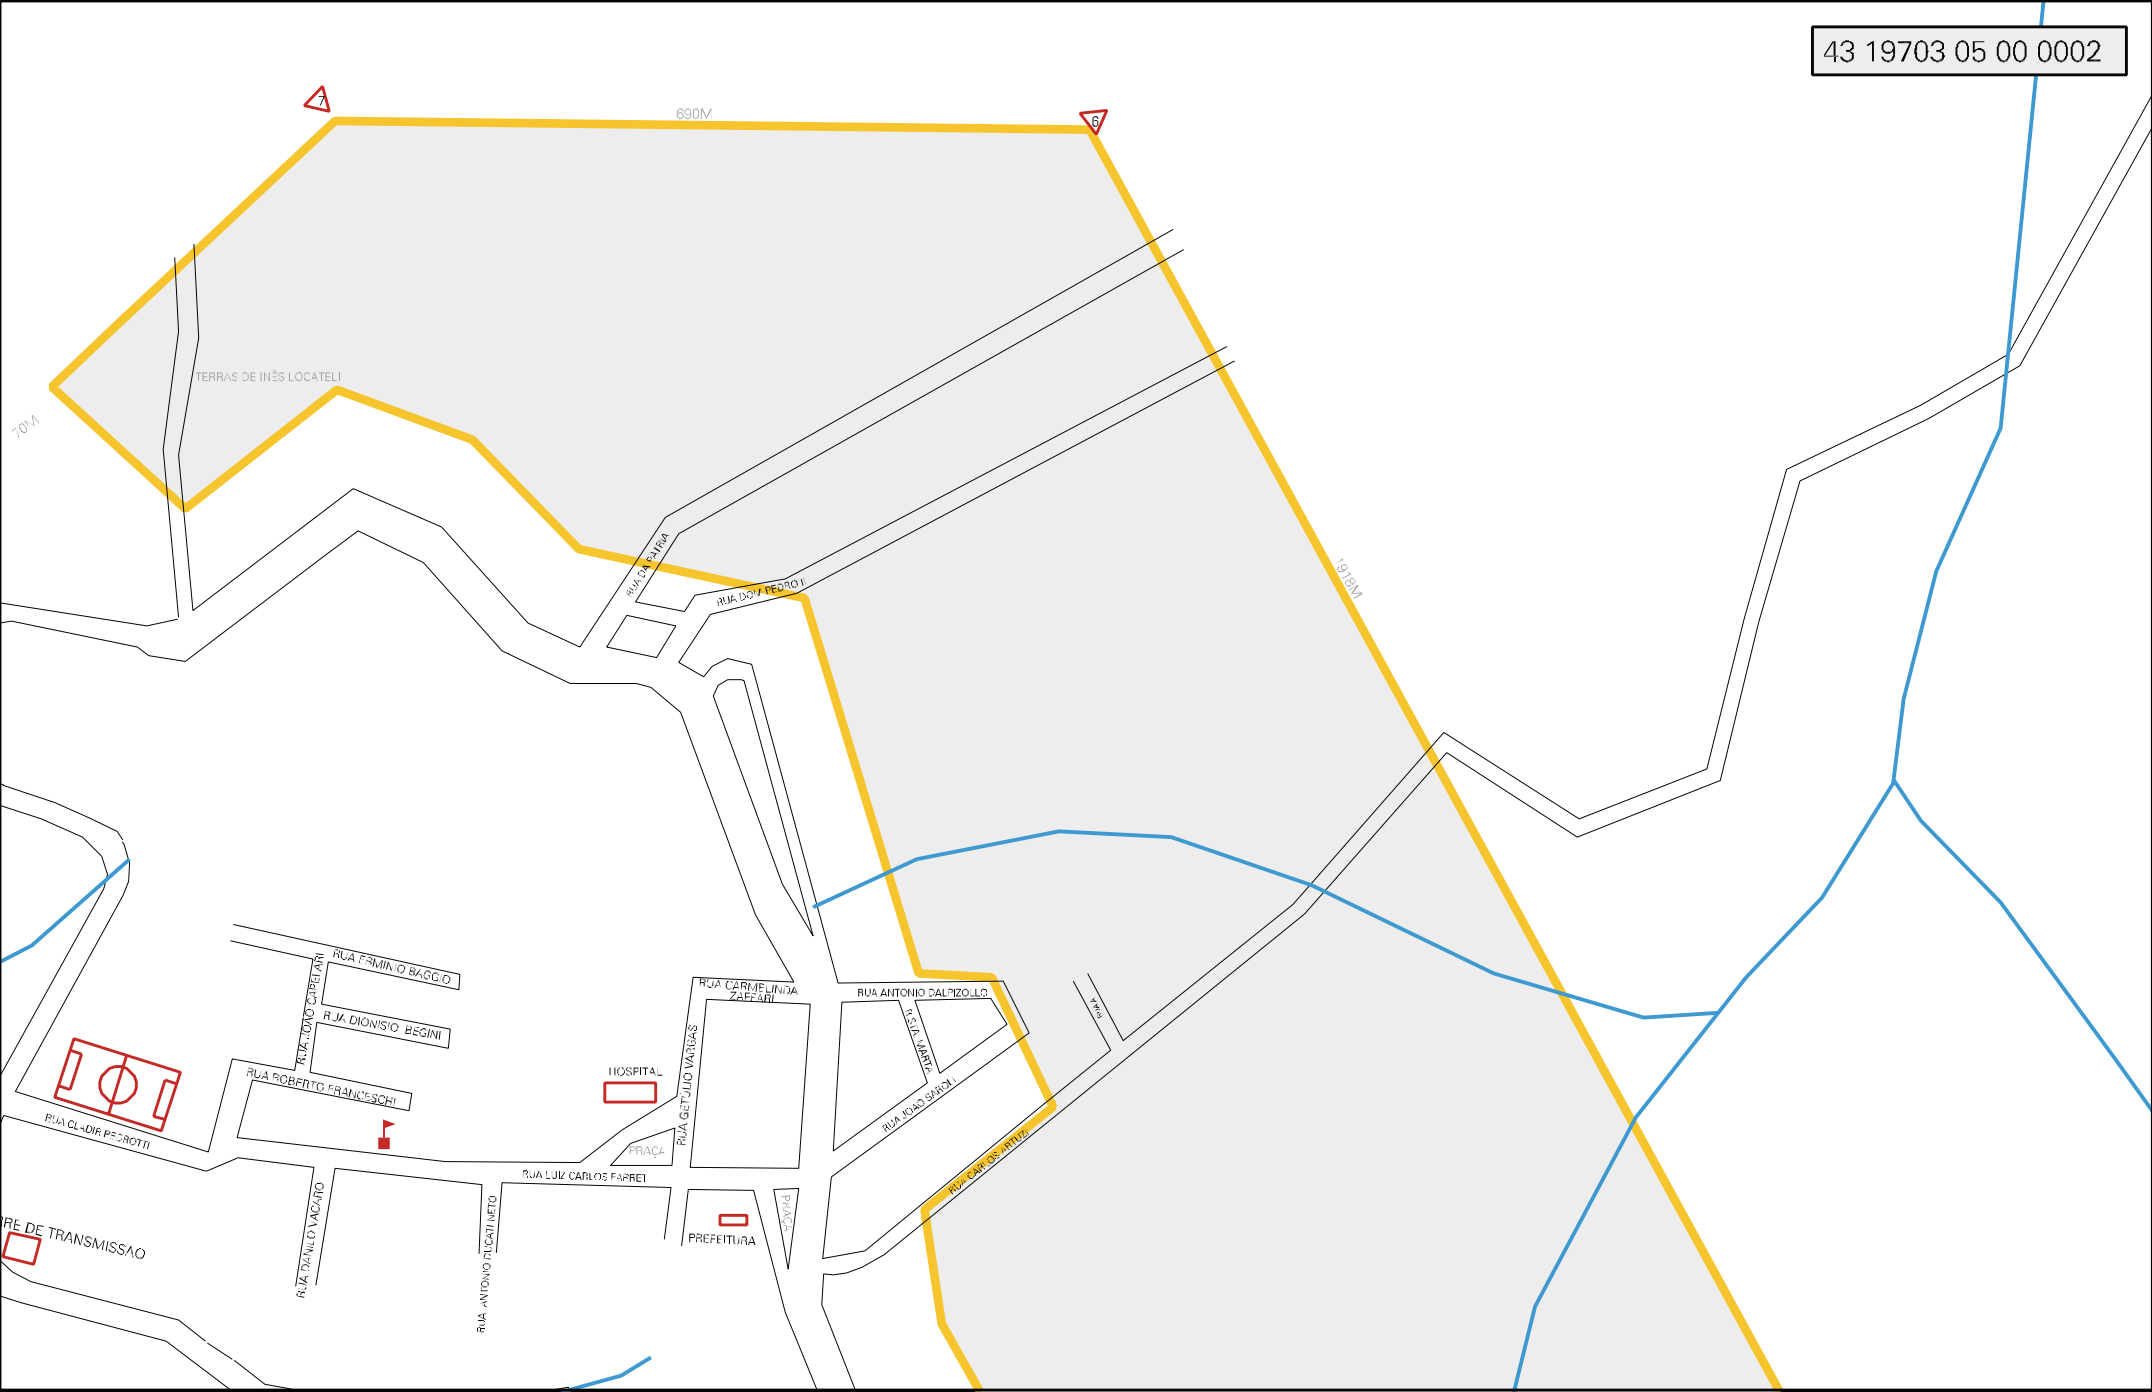 43 19703 05 00 0002
7
690M
6
TERRAS DE INÊS LOCATELI
70M
RUA DA PATRIA
RUA DOM PEDRO II
1918M
RUA ERMINIO BAGGIO
RUA JOÃO CAPELARI
RUA DIONISIO BEGINI
RUA ROBERTO FRANCESCHI
RUA CLADIR PEDROTTI
RUA CARMELINDA
ZAFFARI
RUA ANTONIO DALPIZOLLO
RUA A
R.STA. MARTA
RUA GETULIO VARGAS
HOSPITAL
RUA JOAO SAROLI
PRAÇA
RUA LUIZ CARLOS FARRET
RUA CARLOS ARTUZI
PRAÇA
PREFEITURA
RRE DE TRANSMISSAO
RUA DANILO VACARO
RUA ANTONIO DUCATI NETO